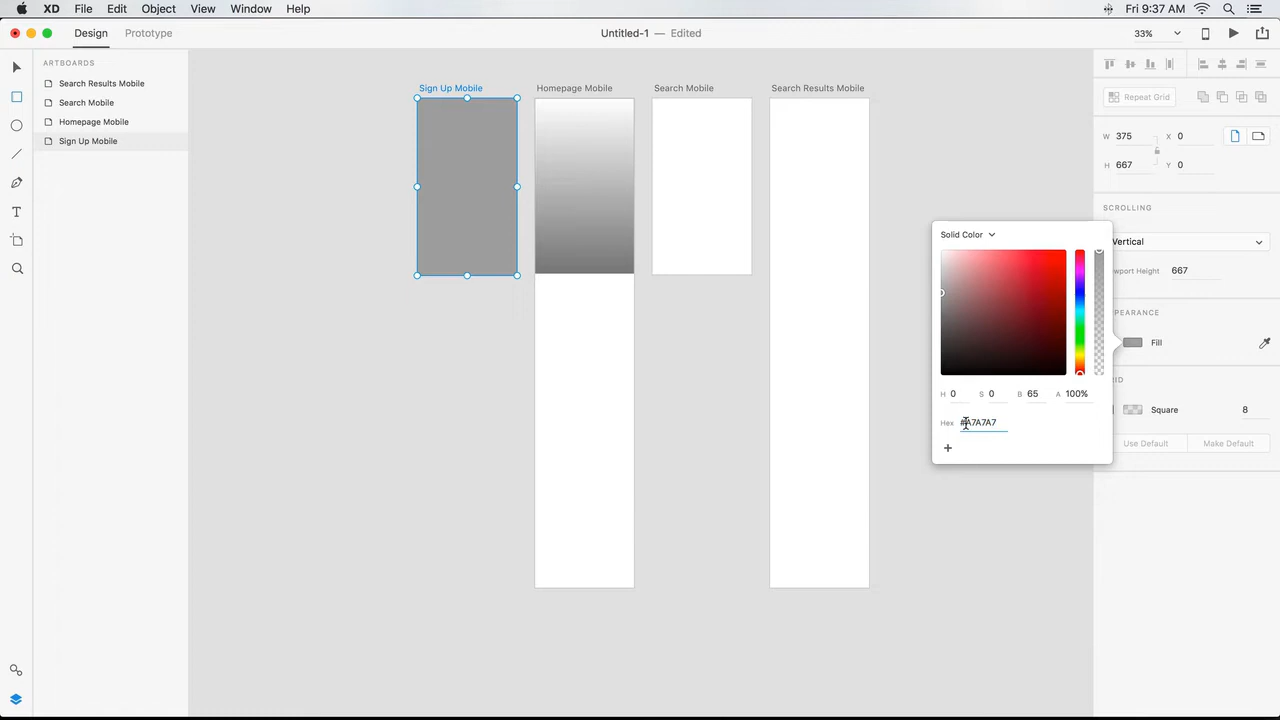 XD File Edit Object View Window Help Fri 9:37 AM
Design Prototype Untitled-1 — Edited 33%
ARTBOARDS
Search Results Mobile
Search Mobile
Homepage Mobile
Sign Up Mobile
Sign Up Mobile Homepage Mobile Search Mobile Search Results Mobile
Repeat Grid
W 375 X 0
H 667 Y 0
SCROLLING
Vertical
wport Height 667
PEARANCE
Fill
RID
Square 8
Use Default Make Default
Solid Color
H 0 S 0 B 65 A 100%
Hex #A7A7A7
+